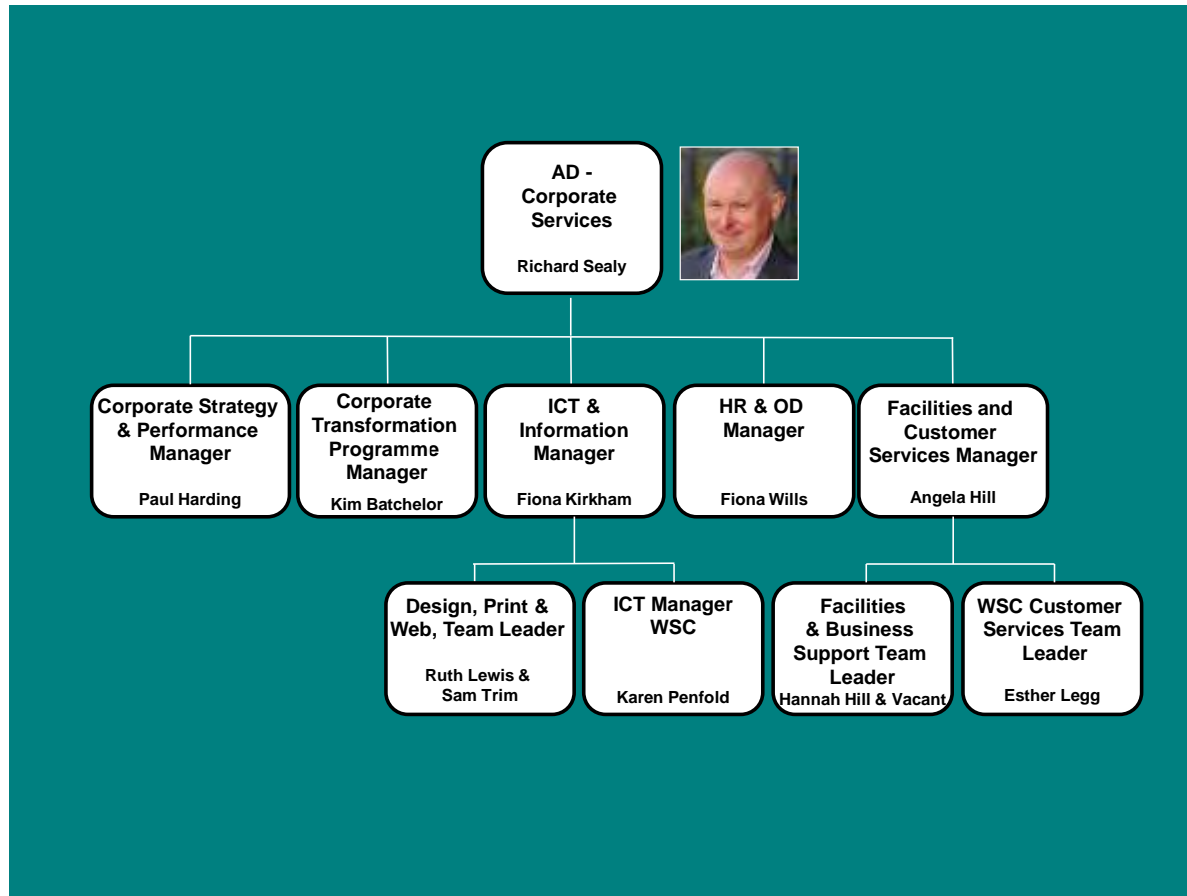 AD -
Corporate
Services
Richard Sealy
Corporate Strategy
& Performance
Manager
Paul Harding
Corporate
Transformation
Programme
Manager
Kim Batchelor
ICT &
Information
Manager
Fiona Kirkham
HR & OD
Manager
Fiona Wills
Facilities and
Customer
Services Manager
Angela Hill
Design, Print &
Web, Team Leader
Ruth Lewis &
Sam Trim
ICT Manager
WSC
Karen Penfold
Facilities
& Business
Support Team
Leader
Hannah Hill & Vacant
WSC Customer
Services Team
Leader
Esther Legg